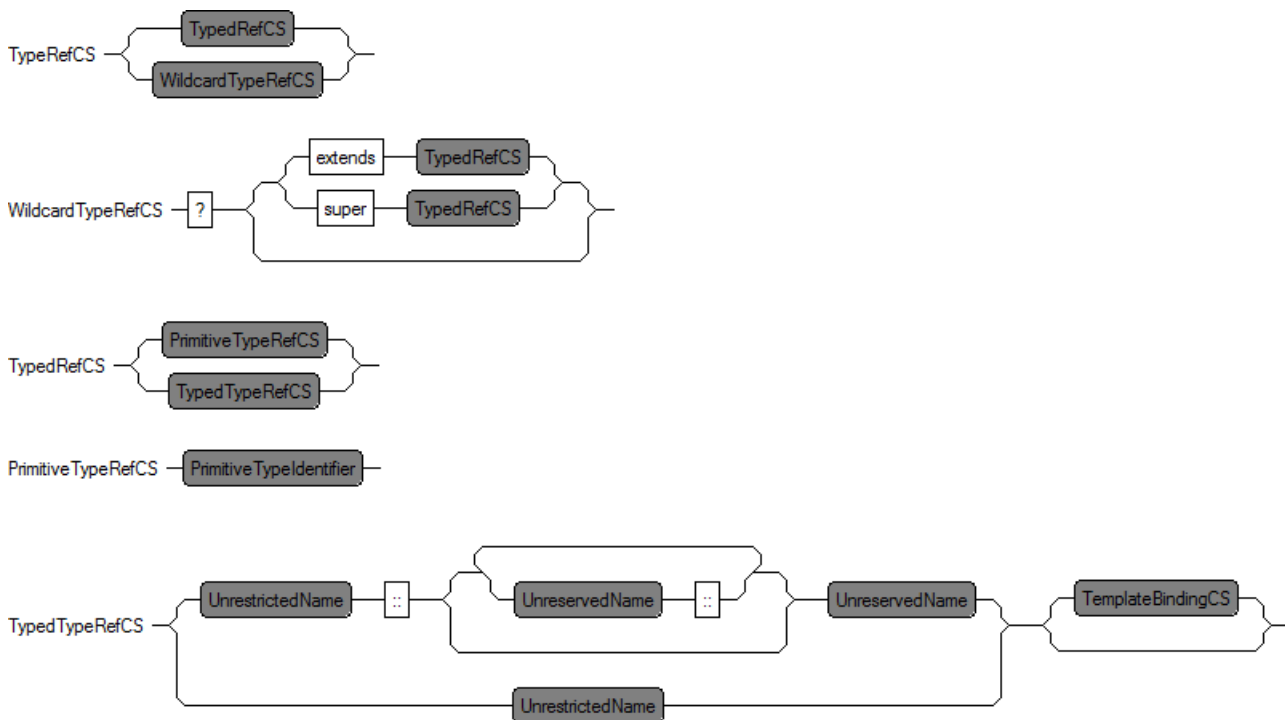 TypedRefCS
TypeRefCS
WildcardTypeRefCS
extends TypedRefCS
WildcardTypeRefCS ?
super TypedRefCS
PrimitiveTypeRefCS
TypedRefCS
TypedTypeRefCS
PrimitiveTypeRefCS PrimitiveTypeIdentifier
UnrestrictedName :: UnreservedName :: UnreservedName TemplateBindingCS
TypedTypeRefCS
UnrestrictedName